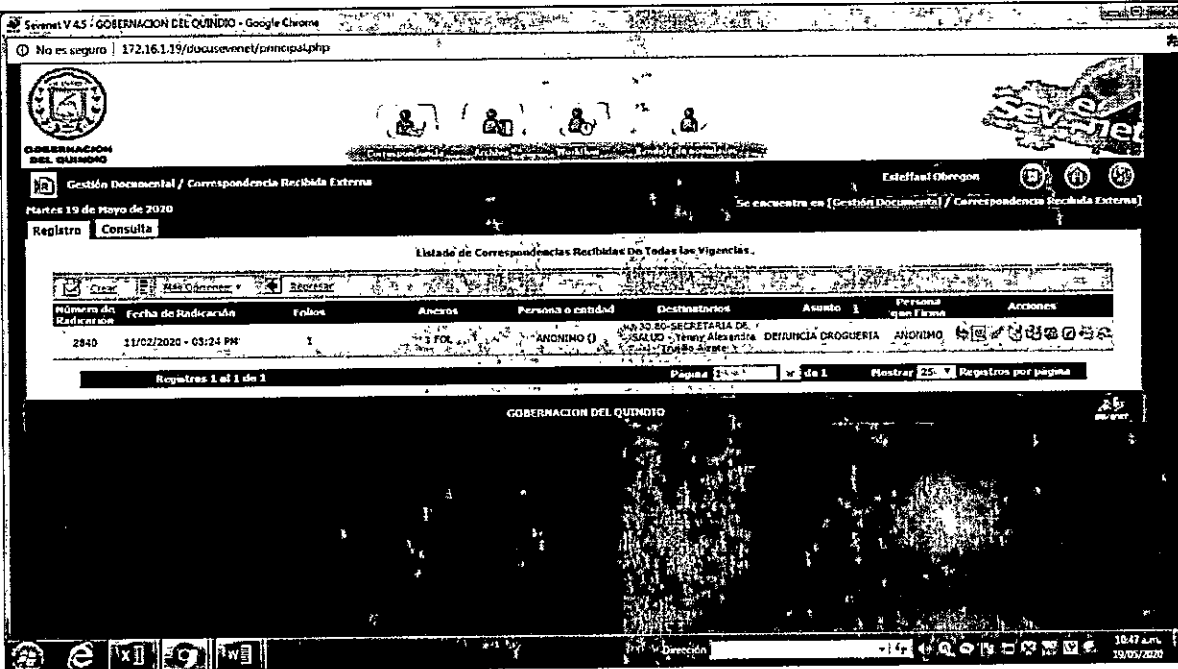 Sevenet V 4.5 - GOBERNACION DEL QUINDIO - Google Chrome
No es seguro | 172.16.1.19/docusevenet/principal.php
GOBERNACIÓN
DEL QUINDIO
SeveNet
Gestión Documental / Correspondencia Recibida Externa
Esteffani Obregon
Martes 19 de Mayo de 2020
Se encuentra en [Gestión Documental / Correspondencia Recibida Externa]
Registro Consulta
Listado de Correspondencias Recibidas De Todas las Vigencias.
Crear Más Opciones Regresar
Número de Radicación Fecha de Radicación Folios Anexos Persona o entidad Destinatarios Asunto 1 Persona que Firma Acciones
2840 11/02/2020 - 03:24 PM 1 FOL ANONIMO () SECRETARIA DE SALUD - Yenny Alexandra DENUNCIA DROGUERIA ANONIMO
Registros 1 al 1 de 1 Página de 1 Mostrar 25 Registros por página
GOBERNACION DEL QUINDIO
Dirección
10:47 a.m.
19/05/2020